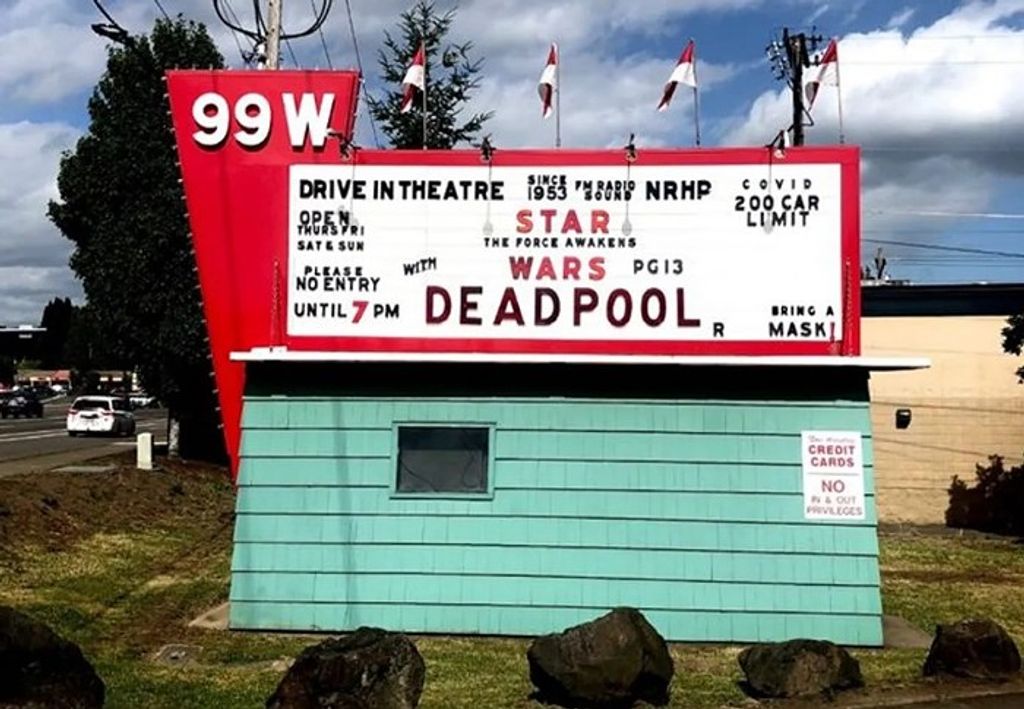 99 W
DRIVE IN THEATRE SINCE 1953 FM RADIO SOUND NRHP
COVID
200 CAR
LIMIT
OPEN
THURS FRI
SAT & SUN
STAR
THE FORCE AWAKENS
WARS PG13
PLEASE
NO ENTRY
UNTIL 7 PM
WITH
DEADPOOL R
BRING A
MASK!
CREDIT
CARDS
NO
IN & OUT
PRIVILEGES